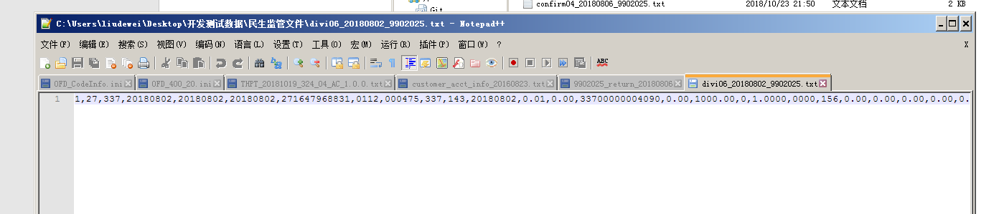 Git
confirm04_20180806_9902025.txt 2018/10/23 21:50 文本文档 2 KB
C:\Users\liudewei\Desktop\开发测试数据\民生监管文件\divi06_20180802_9902025.txt - Notepad++
文件(F) 编辑(E) 搜索(S) 视图(V) 编码(N) 语言(L) 设置(T) 工具(O) 宏(M) 运行(R) 插件(P) 窗口(W) ? X
ABC
OFD_CodeInfo.ini OFD_400_20.ini THPT_20181019_324_04_AC_1.0.0.txt customer_acct_info_20160823.txt 9902025_return_20180806 divi06_20180802_9902025.txt
1 1,27,337,20180802,20180802,20180802,271647968831,0112,000475,337,143,20180802,0.01,0.00,33700000004090,0.00,1000.00,0,1.0000,0000,156,0.00,0.00,0.00,0.00,0.